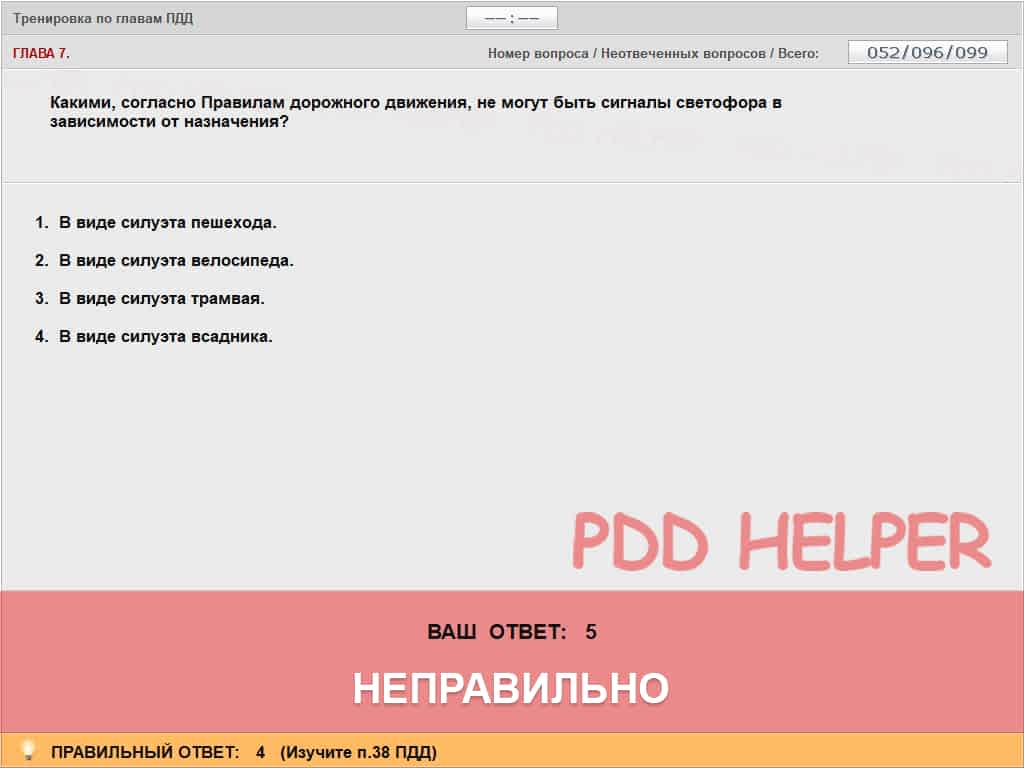 Тренировка по главам ПДД
—— : ——
ГЛАВА 7.
Номер вопроса / Неотвеченных вопросов / Всего: 052/096/099
Какими, согласно Правилам дорожного движения, не могут быть сигналы светофора в
зависимости от назначения?
1. В виде силуэта пешехода.
2. В виде силуэта велосипеда.
3. В виде силуэта трамвая.
4. В виде силуэта всадника.
PDD HELPER
ВАШ ОТВЕТ: 5
НЕПРАВИЛЬНО
ПРАВИЛЬНЫЙ ОТВЕТ: 4 (Изучите п.38 ПДД)